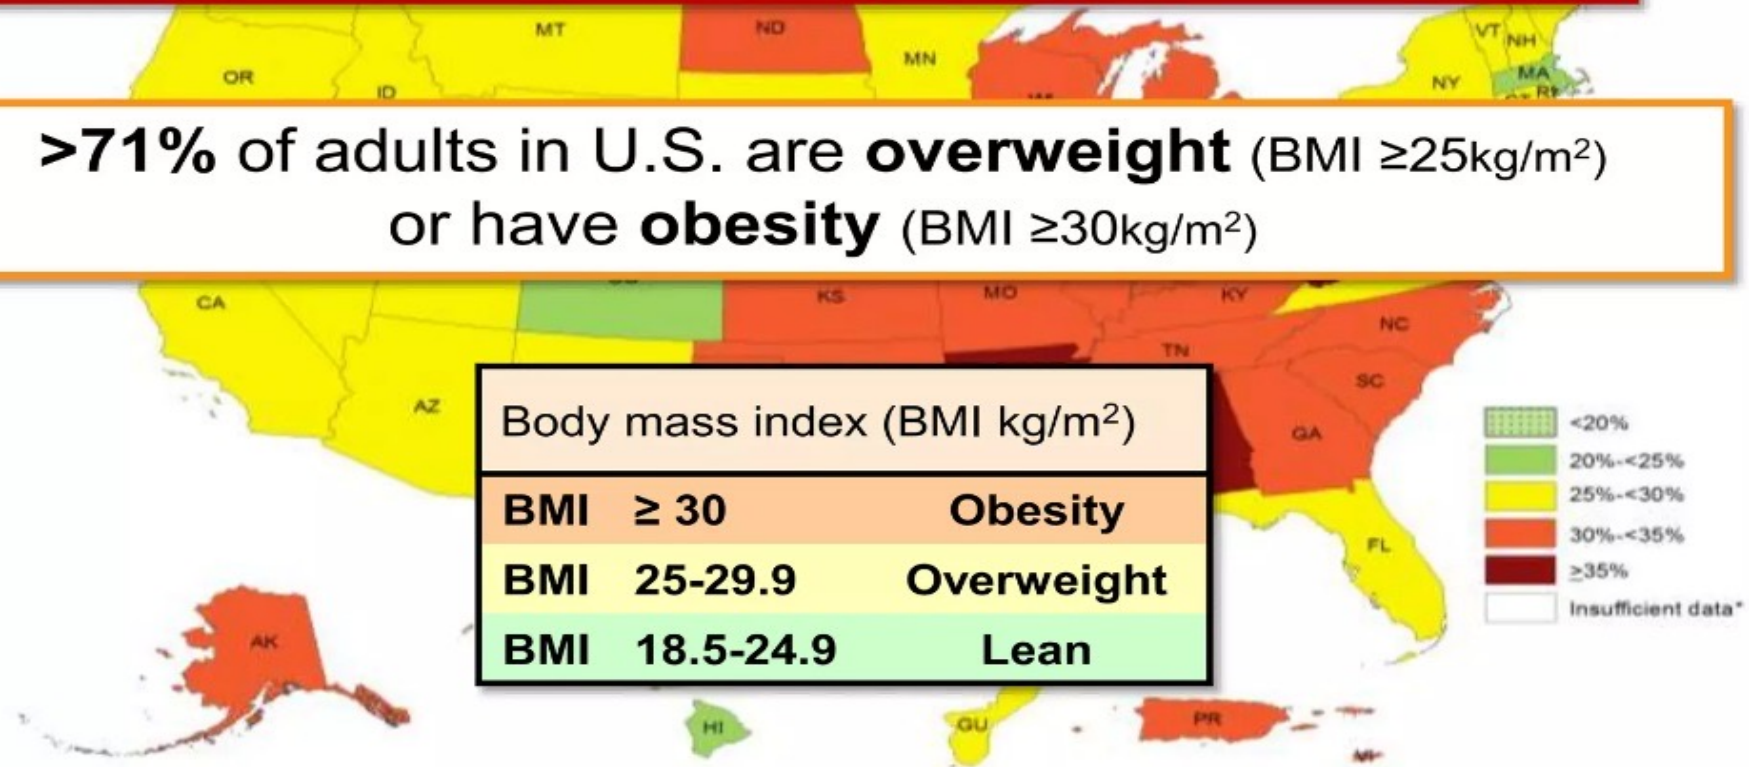 MT
ND
MN
VT
NH
OR
ID
NY
MA
RI
>71% of adults in U.S. are overweight (BMI ≥25kg/m²)
or have obesity (BMI ≥30kg/m²)
CA
KS
MO
KY
NC
TN
SC
AZ
GA
FL
Body mass index (BMI kg/m²)
BMI ≥ 30 Obesity
BMI 25-29.9 Overweight
BMI 18.5-24.9 Lean
<20%
20%-<25%
25%-<30%
30%-<35%
≥35%
Insufficient data*
AK
HI
GU
PR